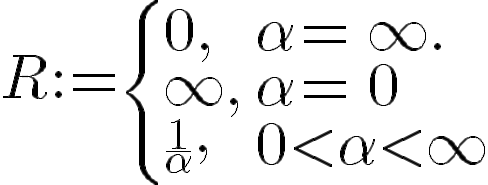 R:= { 0, α = ∞.
∞, α = 0
1/α, 0<α<∞